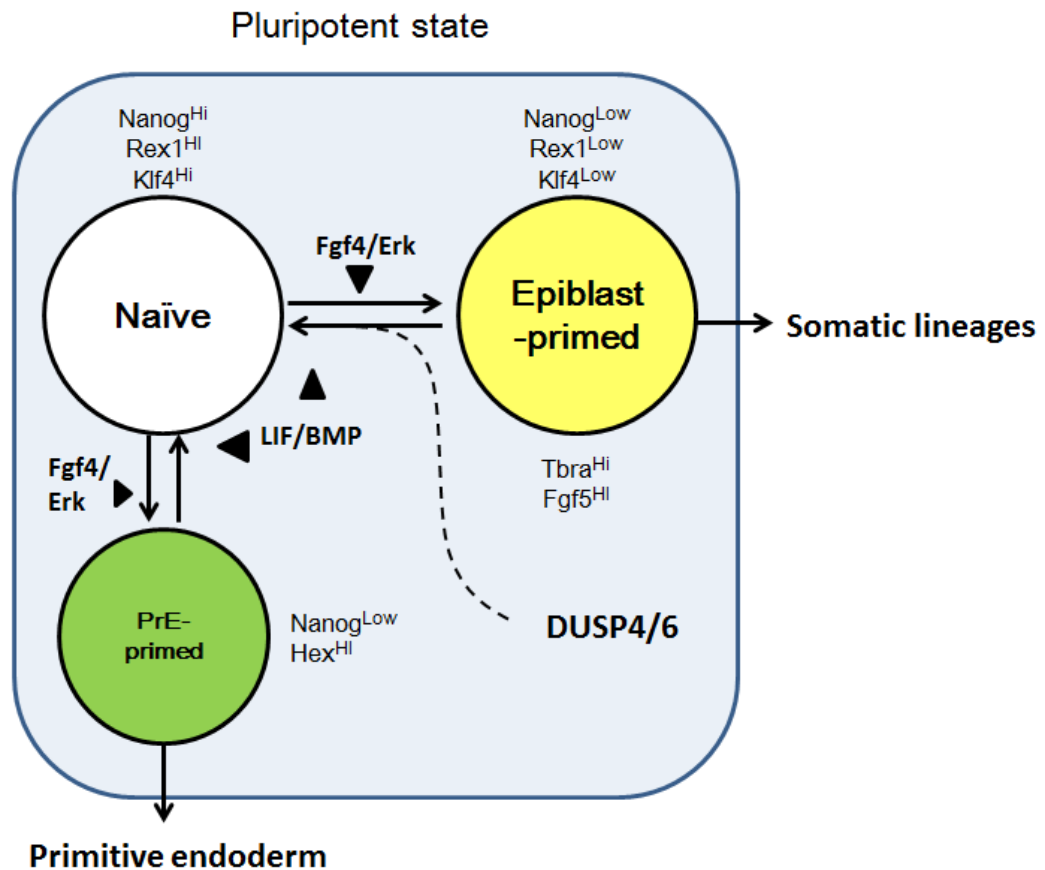 Pluripotent state
NanogHi
Rex1HI
Klf4Hi
NanogLow
Rex1Low
Klf4Low
Fgf4/Erk
Naïve
Epiblast
-primed
Somatic lineages
LIF/BMP
Fgf4/
Erk
TbraHi
Fgf5HI
PrE-
primed
NanogLow
HexHI
DUSP4/6
Primitive endoderm